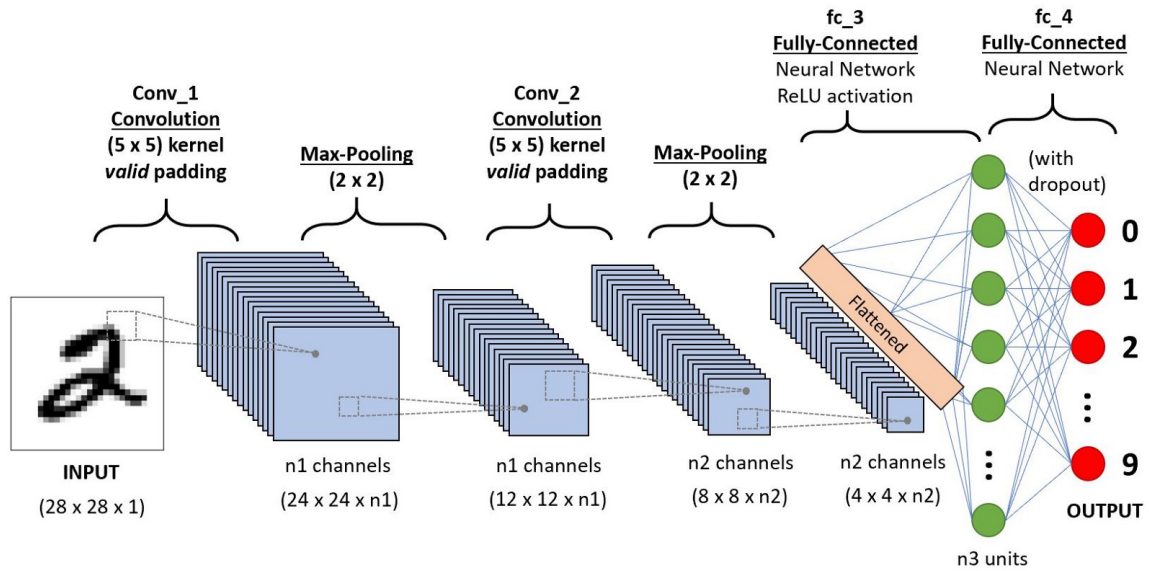 Conv_1
Convolution
(5 x 5) kernel
valid padding
Max-Pooling
(2 x 2)
Conv_2
Convolution
(5 x 5) kernel
valid padding
Max-Pooling
(2 x 2)
fc_3
Fully-Connected
Neural Network
ReLU activation
fc_4
Fully-Connected
Neural Network
(with
dropout)
2
INPUT
(28 x 28 x 1)
n1 channels
(24 x 24 x n1)
n1 channels
(12 x 12 x n1)
n2 channels
(8 x 8 x n2)
n2 channels
(4 x 4 x n2)
Flattened
n3 units
0
1
2
9
OUTPUT